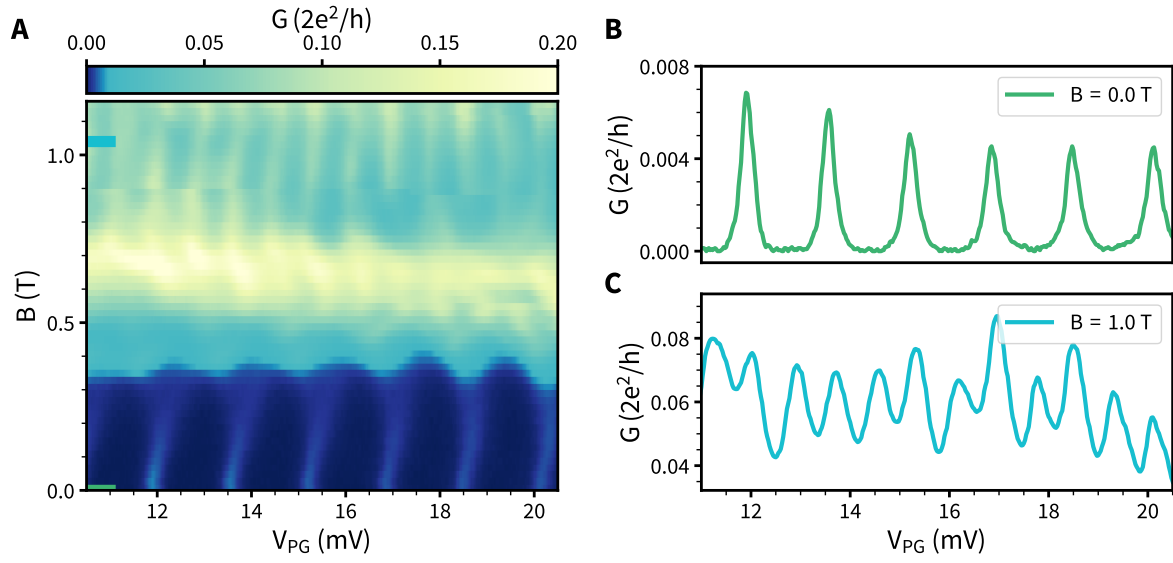 A
G (2e²/h)
0.00 0.05 0.10 0.15 0.20
B (T)
1.0
0.5
0.0
12 14 16 18 20
V_PG (mV)
B
G (2e²/h)
0.008
0.004
0.000
B = 0.0 T
C
G (2e²/h)
0.08
0.06
0.04
B = 1.0 T
12 14 16 18 20
V_PG (mV)